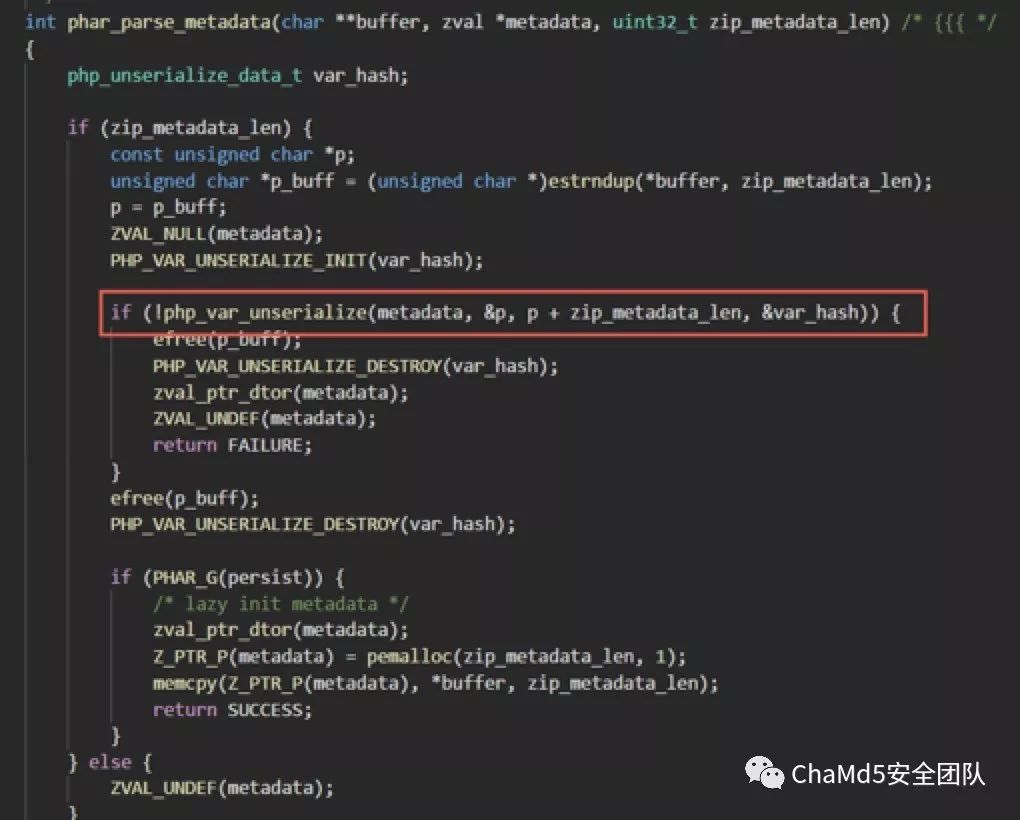 int phar_parse_metadata(char **buffer, zval *metadata, uint32_t zip_metadata_len) /* {{{ */
{
    php_unserialize_data_t var_hash;

    if (zip_metadata_len) {
        const unsigned char *p;
        unsigned char *p_buff = (unsigned char *)estrndup(*buffer, zip_metadata_len);
        p = p_buff;
        ZVAL_NULL(metadata);
        PHP_VAR_UNSERIALIZE_INIT(var_hash);

        if (!php_var_unserialize(metadata, &p, p + zip_metadata_len, &var_hash)) {
            efree(p_buff);
            PHP_VAR_UNSERIALIZE_DESTROY(var_hash);
            zval_ptr_dtor(metadata);
            ZVAL_UNDEF(metadata);
            return FAILURE;
        }
        efree(p_buff);
        PHP_VAR_UNSERIALIZE_DESTROY(var_hash);

        if (PHAR_G(persist)) {
            /* lazy init metadata */
            zval_ptr_dtor(metadata);
            Z_PTR_P(metadata) = pemalloc(zip_metadata_len, 1);
            memcpy(Z_PTR_P(metadata), *buffer, zip_metadata_len);
            return SUCCESS;
        }
    } else {
        ZVAL_UNDEF(metadata);
    }
ChaMd5安全团队